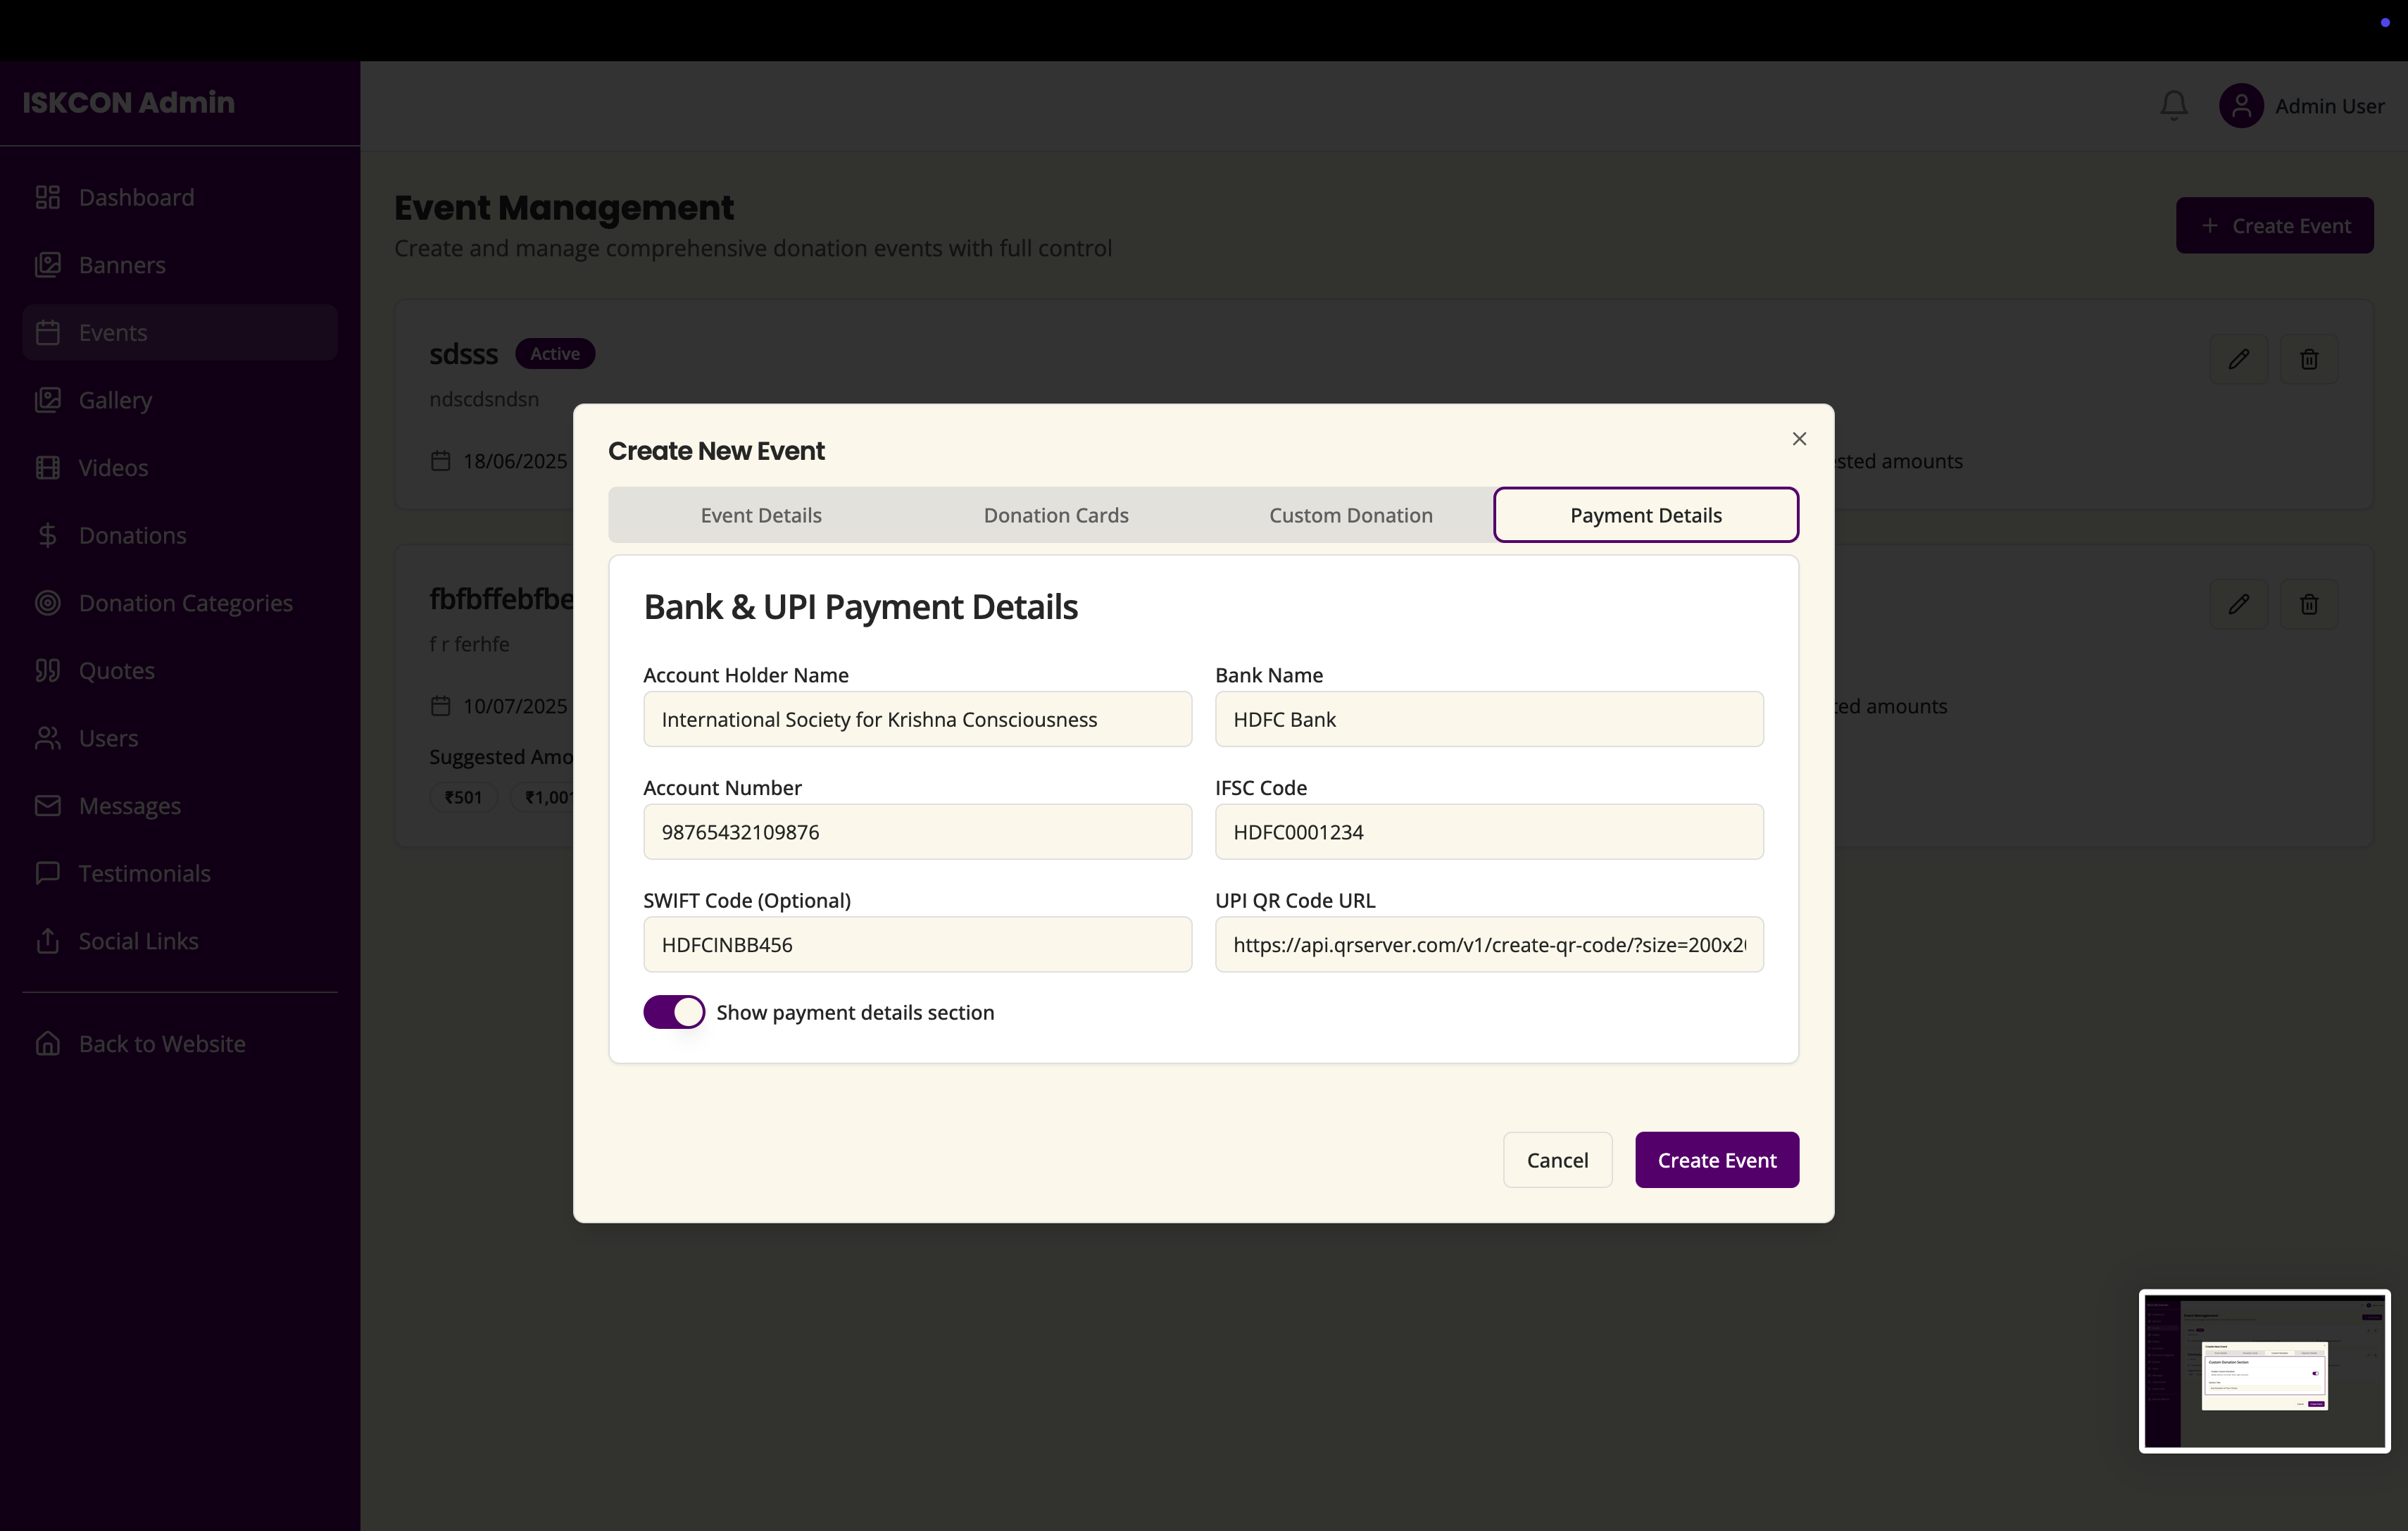 ISKCON Admin
Admin User
Dashboard
Banners
Events
Gallery
Videos
Donations
Donation Categories
Quotes
Users
Messages
Testimonials
Social Links
Back to Website
Event Management
Create and manage comprehensive donation events with full control
Create Event
sdsss Active
ndscdsndsn
18/06/2025
ested amounts
fbfbffebfbe
f r ferhfe
10/07/2025
ted amounts
Suggested Amo
₹501 ₹1,001
Create New Event
Event Details Donation Cards Custom Donation Payment Details
Bank & UPI Payment Details
Account Holder Name Bank Name
International Society for Krishna Consciousness HDFC Bank
Account Number IFSC Code
98765432109876 HDFC0001234
SWIFT Code (Optional) UPI QR Code URL
HDFCINBB456 https://api.qrserver.com/v1/create-qr-code/?size=200x2
Show payment details section
Cancel Create Event